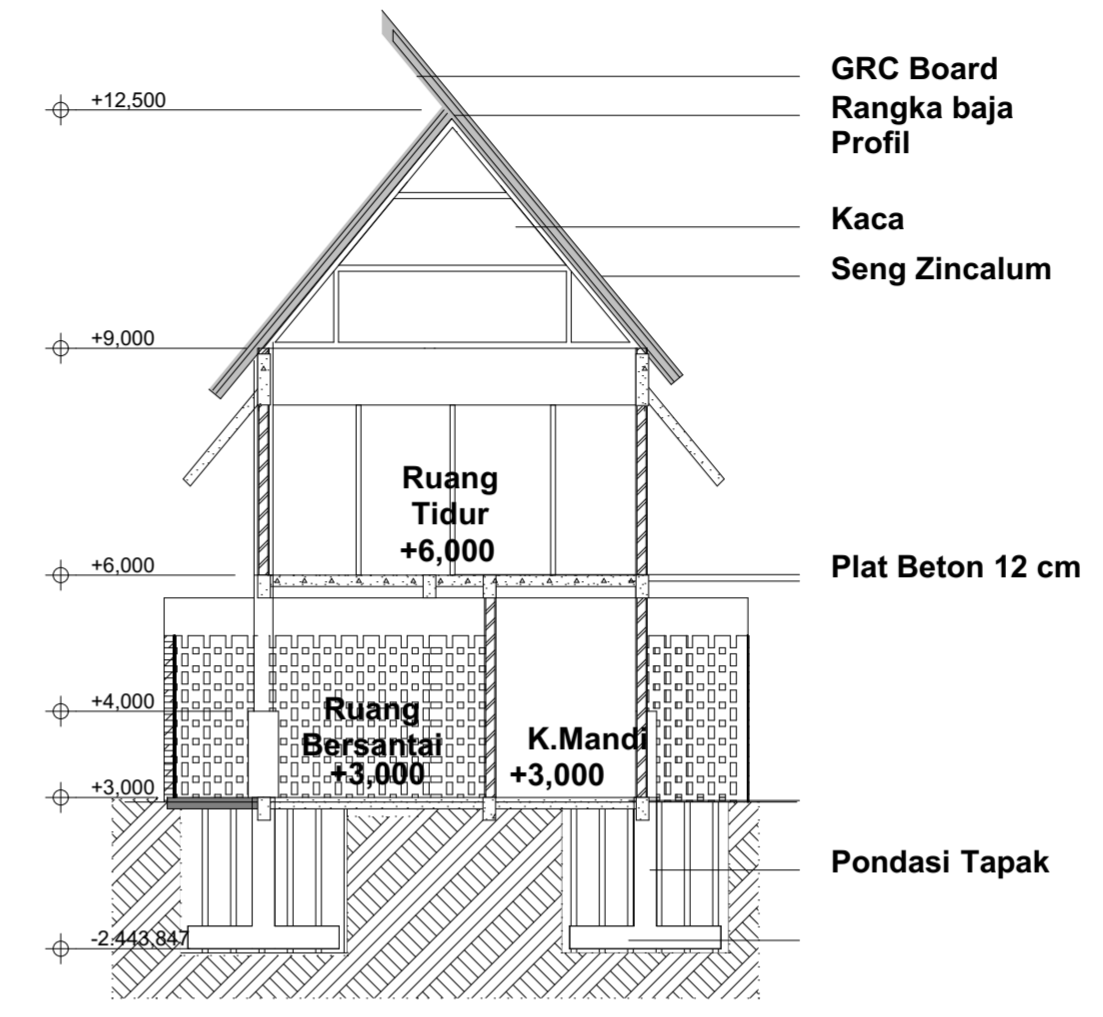 GRC Board
+12,500
Rangka baja
Profil
Kaca
Seng Zincalum
+9,000
Ruang
Tidur
+6,000
+6,000
Plat Beton 12 cm
+4,000
Ruang
Bersantai
+3,000
K.Mandi
+3,000
+3,000
Pondasi Tapak
-2.443.847